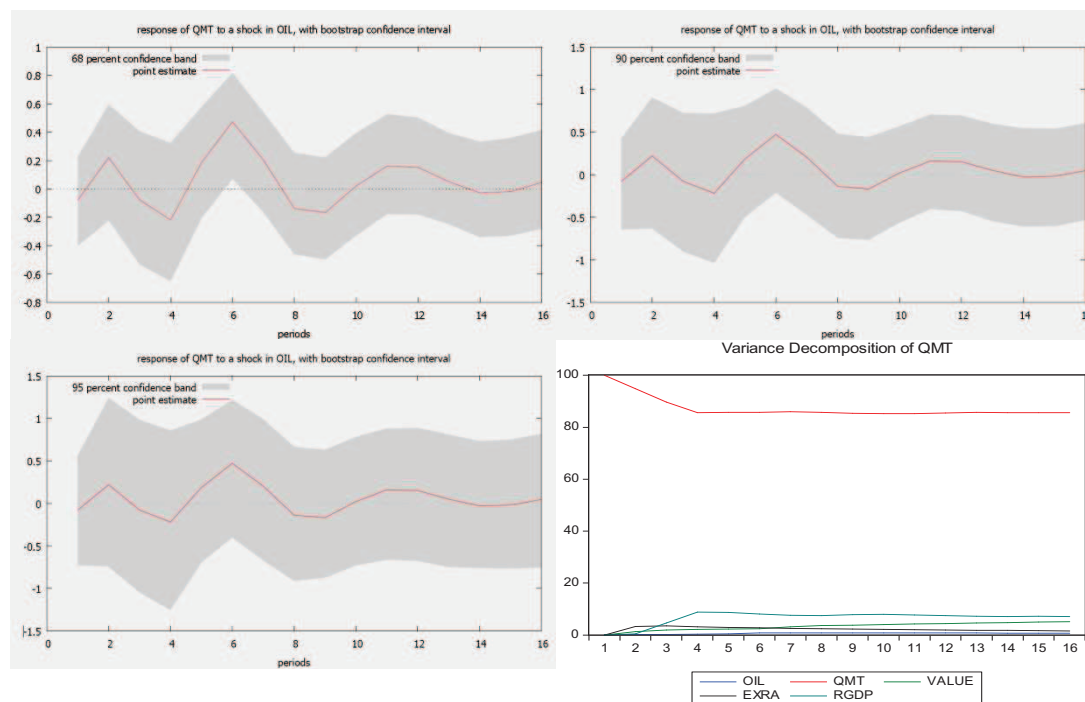 response of QMT to a shock in OIL, with bootstrap confidence interval
68 percent confidence band
point estimate
1
0.8
0.6
0.4
0.2
0
-0.2
-0.4
-0.6
-0.8
0 2 4 6 8 10 12 14 16
periods
response of QMT to a shock in OIL, with bootstrap confidence interval
90 percent confidence band
point estimate
1.5
1
0.5
0
-0.5
-1
-1.5
0 2 4 6 8 10 12 14
periods
response of QMT to a shock in OIL, with bootstrap confidence interval
95 percent confidence band
point estimate
1.5
1
0.5
0
-0.5
-1
-1.5
0 2 4 6 8 10 12 14 16
periods
Variance Decomposition of QMT
100
80
60
40
20
0
1 2 3 4 5 6 7 8 9 10 11 12 13 14 15 16
OIL QMT VALUE
EXRA RGDP